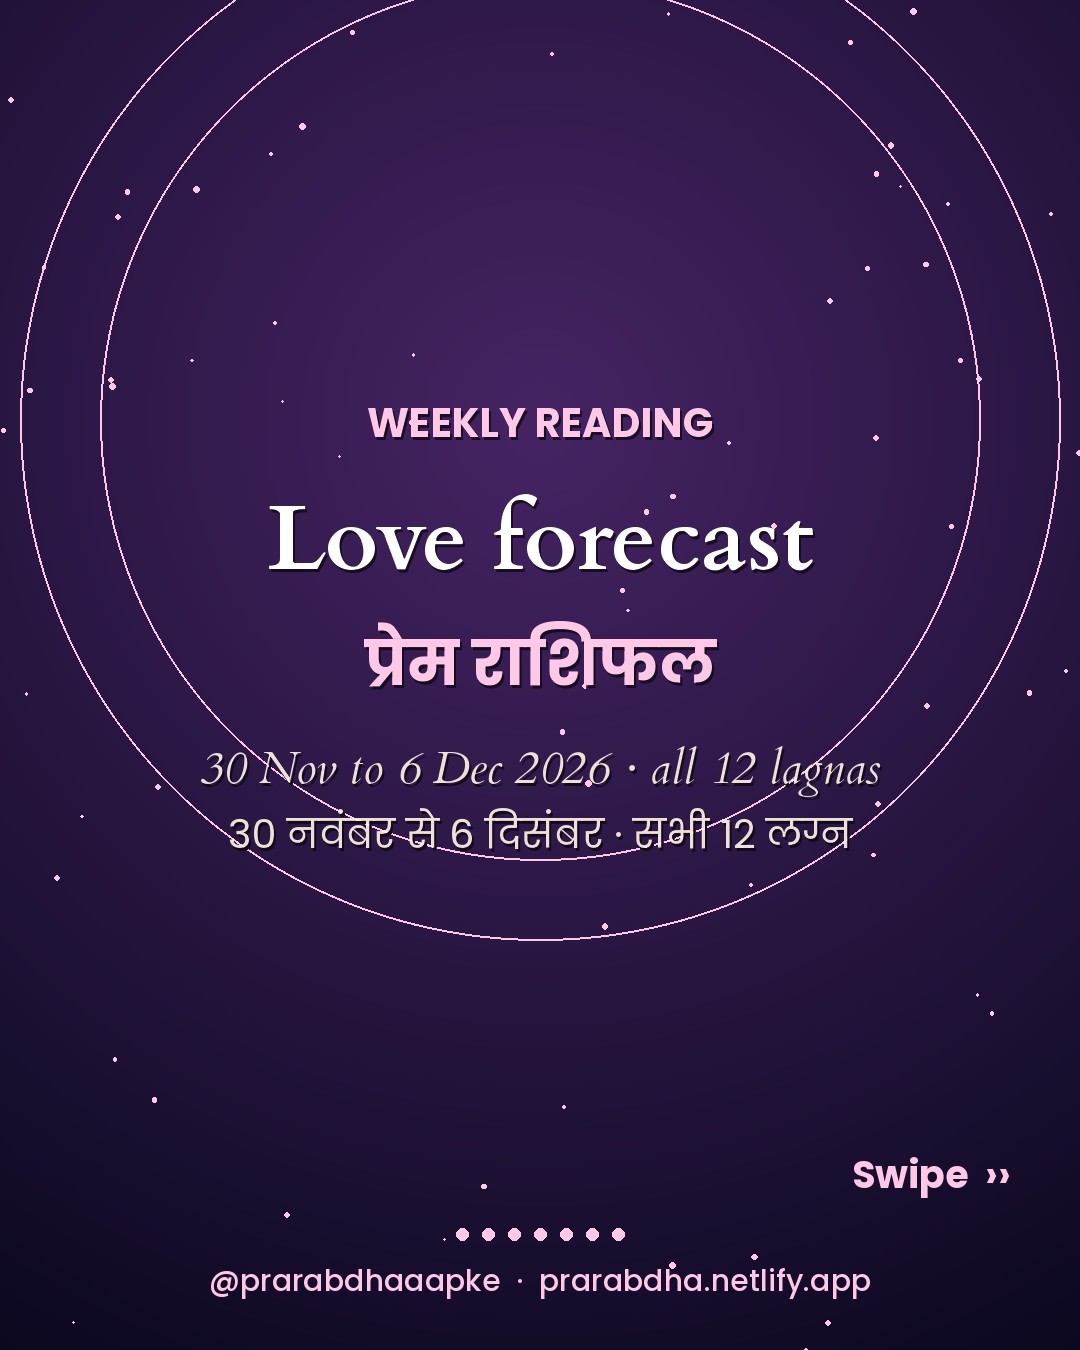 WEEKLY READING
Love forecast
प्रेम राशिफल
30 Nov to 6 Dec 2026 · all 12 lagnas
30 नवंबर से 6 दिसंबर · सभी 12 लग्न
Swipe ››
@prarabdhaaapke · prarabdha.netlify.app